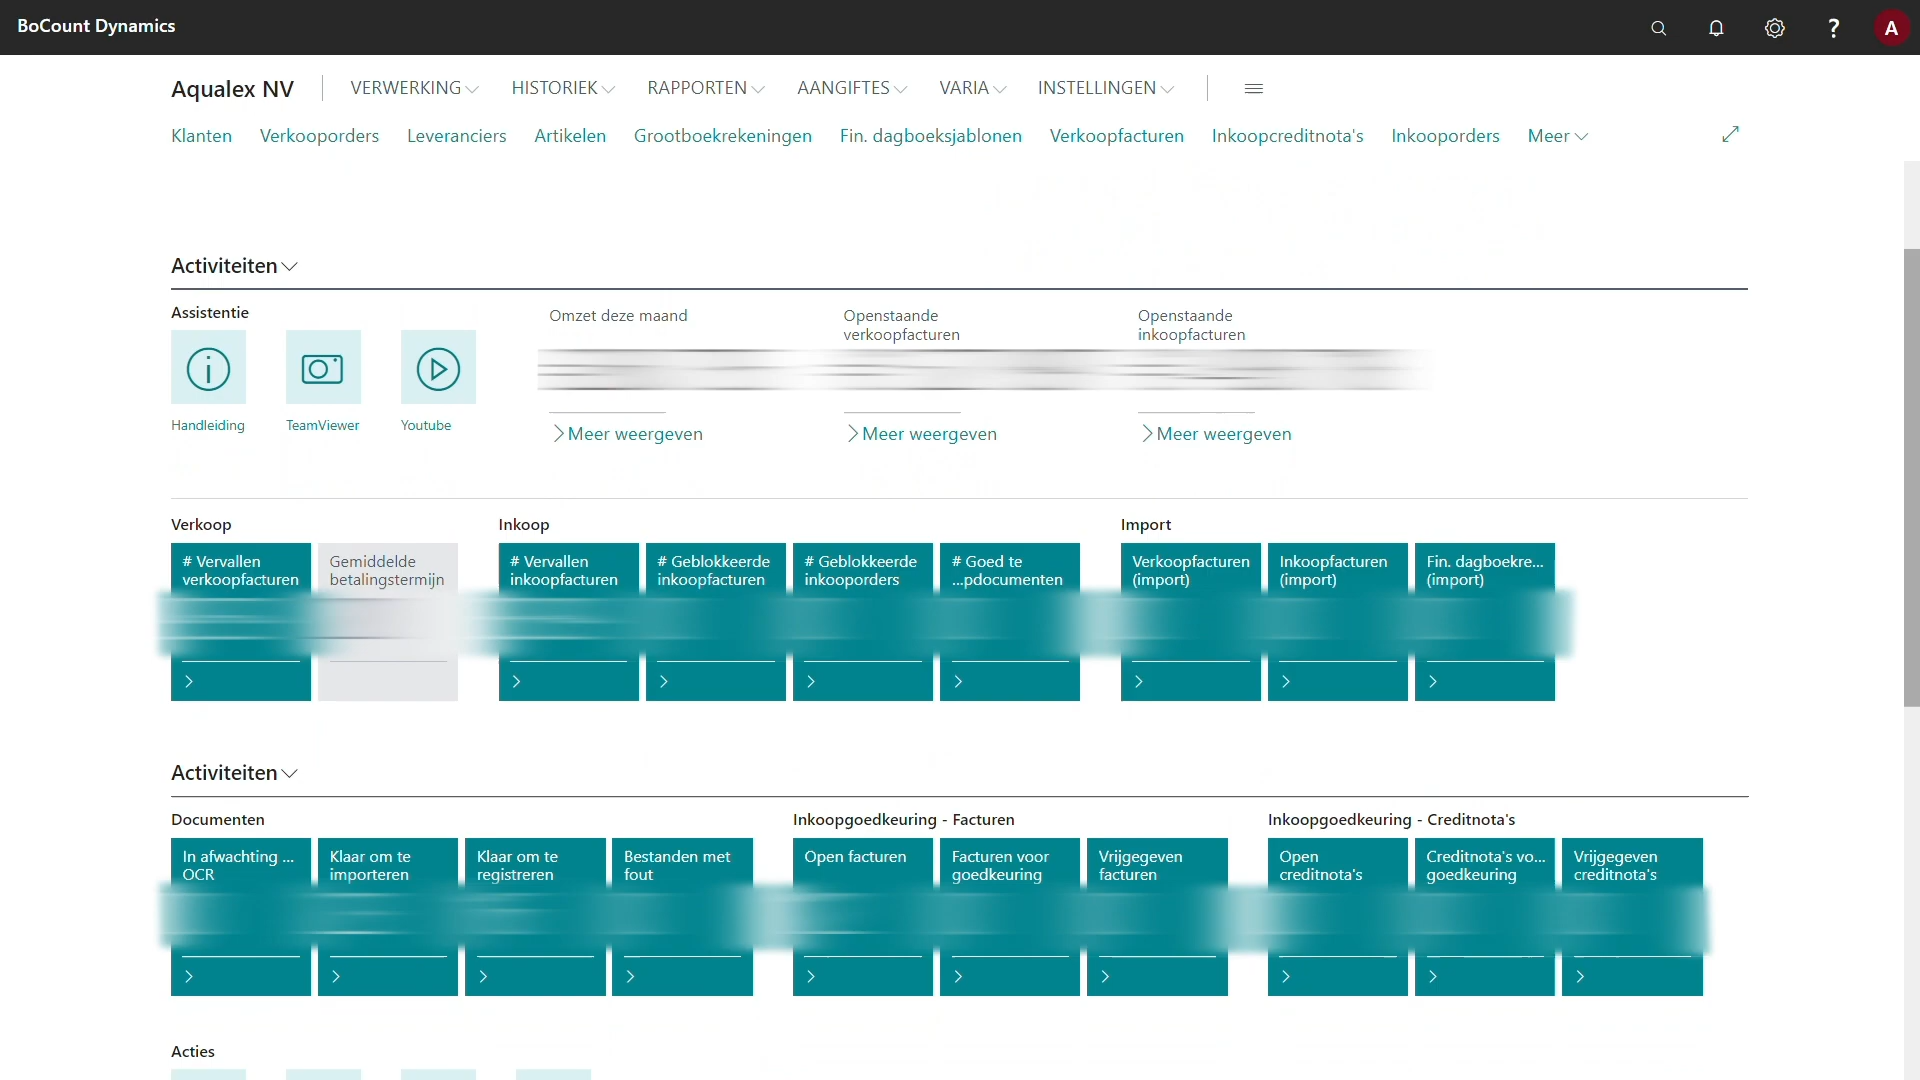 BoCount Dynamics
? A
Aqualex NV VERWERKING HISTORIEK RAPPORTEN AANGIFTES VARIA INSTELLINGEN
Klanten Verkooporders Leveranciers Artikelen Grootboekrekeningen Fin. dagboeksjablonen Verkoopfacturen Inkoopcreditnota's Inkooporders Meer
Activiteiten
Assistentie
Handleiding
TeamViewer
Youtube
Omzet deze maand
Meer weergeven
Openstaande
verkoopfacturen
Meer weergeven
Openstaande
inkoopfacturen
Meer weergeven
Verkoop
# Vervallen
verkoopfacturen
Gemiddelde
betalingstermijn
Inkoop
# Vervallen
inkoopfacturen
# Geblokkeerde
inkoopfacturen
# Geblokkeerde
inkooporders
# Goed te
...pdocumenten
Import
Verkoopfacturen
(import)
Inkoopfacturen
(import)
Fin. dagboekre...
(import)
Activiteiten
Documenten
In afwachting ...
OCR
Klaar om te
importeren
Klaar om te
registreren
Bestanden met
fout
Inkoopgoedkeuring - Facturen
Open facturen
Facturen voor
goedkeuring
Vrijgegeven
facturen
Inkoopgoedkeuring - Creditnota's
Open
creditnota's
Creditnota's vo...
goedkeuring
Vrijgegeven
creditnota's
Acties